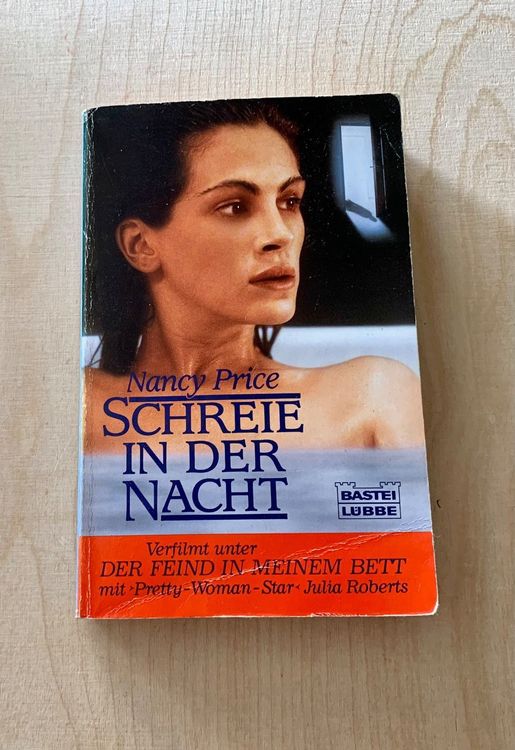 Nancy Price
SCHREIE
IN DER
NACHT
BASTEI
LÜBBE
Verfilmt unter
DER FEIND IN MEINEM BETT
mit ›Pretty-Woman-Star‹ Julia Roberts